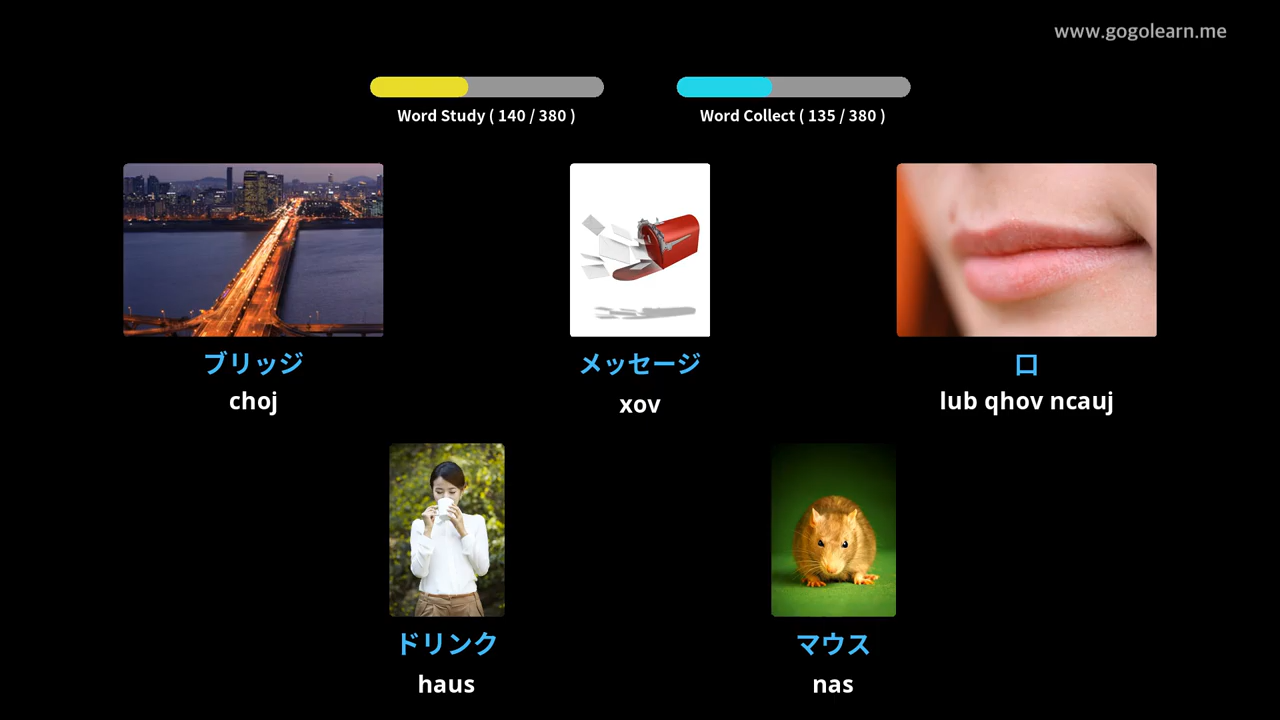 www.gogolearn.me
Word Study ( 140 / 380 )
Word Collect ( 135 / 380 )
ブリッジ
choj
メッセージ
xov
口
lub qhov ncauj
ドリンク
haus
マウス
nas